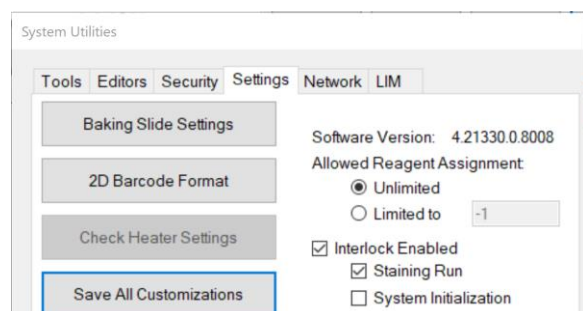 System Utilities
Tools Editors Security Settings Network LIM
Baking Slide Settings
2D Barcode Format
Check Heater Settings
Save All Customizations
Software Version: 4.21330.0.8008
Allowed Reagent Assignment:
Unlimited
Limited to -1
Interlock Enabled
Staining Run
System Initialization